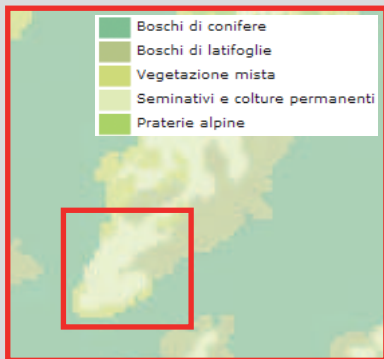 Boschi di conifere
Boschi di latifoglie
Vegetazione mista
Seminativi e colture permanenti
Praterie alpine